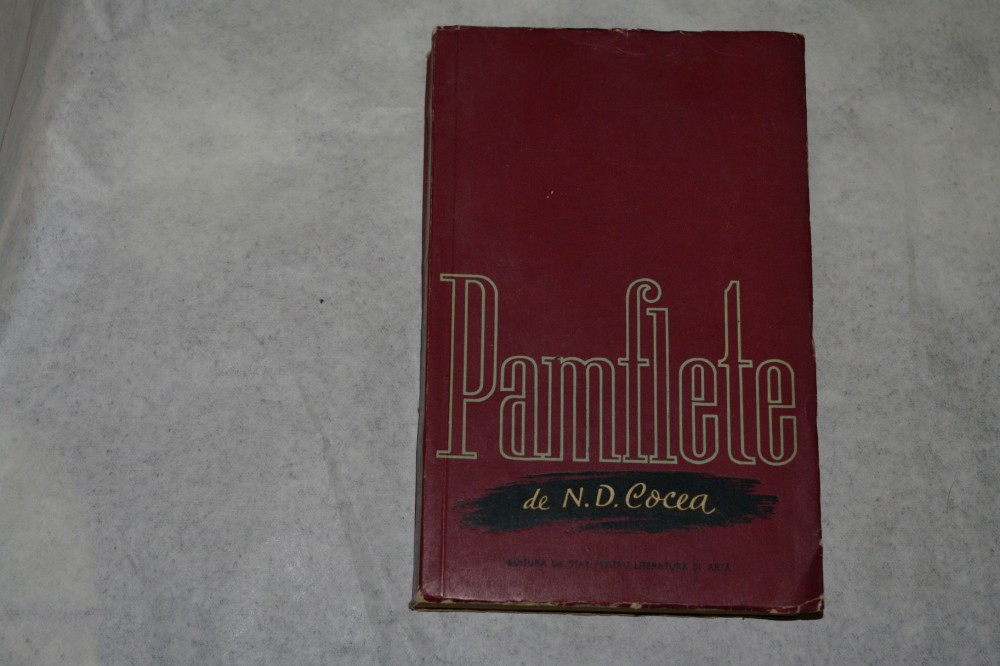 Pamflete
de N.D. Cocea
EDITURA DE STAT PENTRU LITERATURĂ ȘI ARTĂ